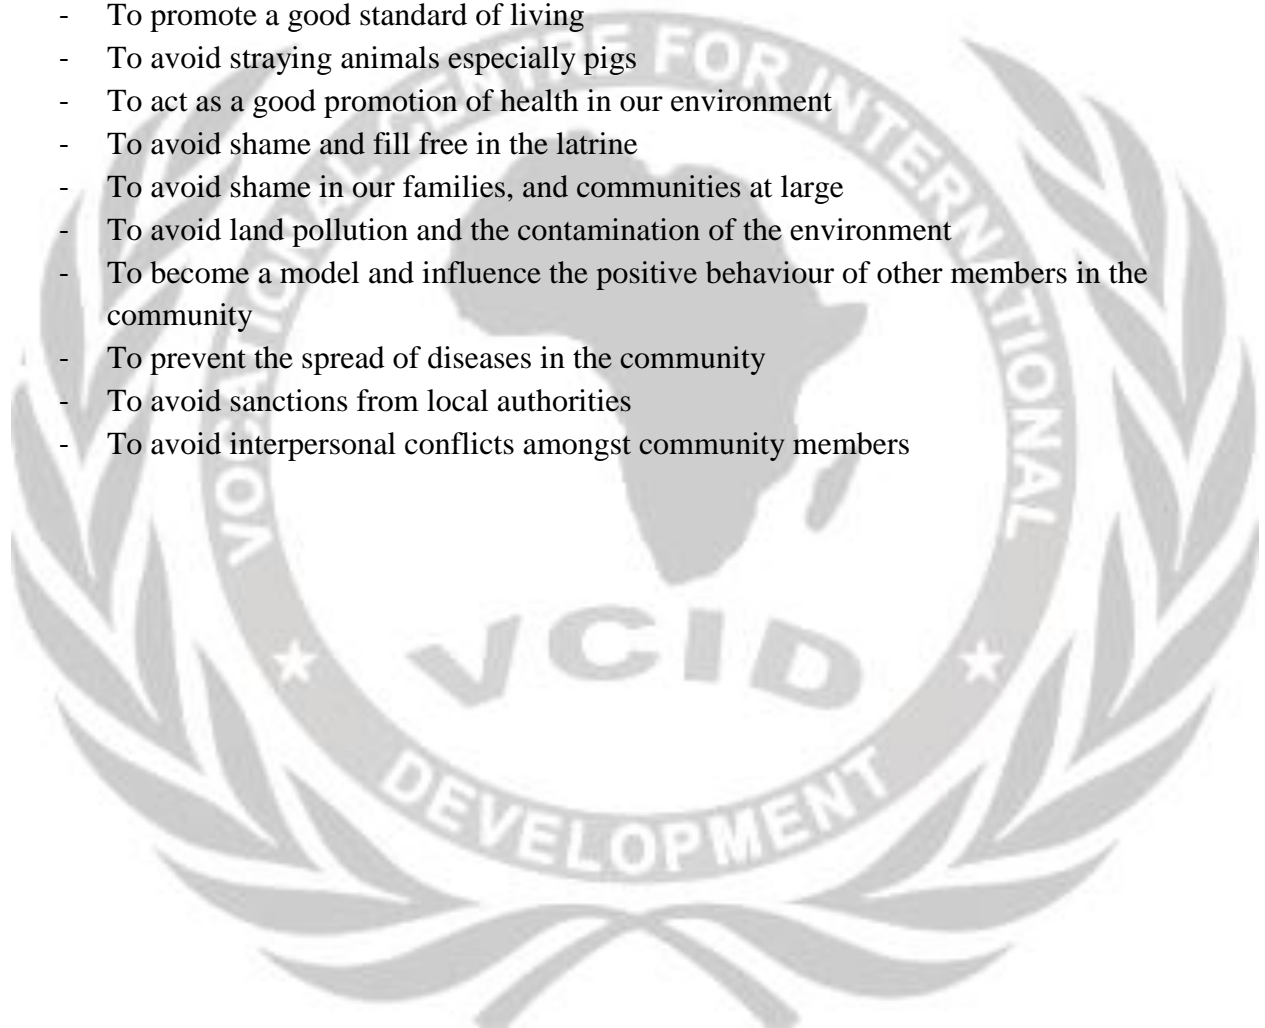 - To promote a good standard of living
- To avoid straying animals especially pigs
- To act as a good promotion of health in our environment
- To avoid shame and fill free in the latrine
- To avoid shame in our families, and communities at large
- To avoid land pollution and the contamination of the environment
- To become a model and influence the positive behaviour of other members in the
community
- To prevent the spread of diseases in the community
- To avoid sanctions from local authorities
- To avoid interpersonal conflicts amongst community members
VOCATIONAL CENTRE FOR INTERNATIONAL
VCID
DEVELOPMENT